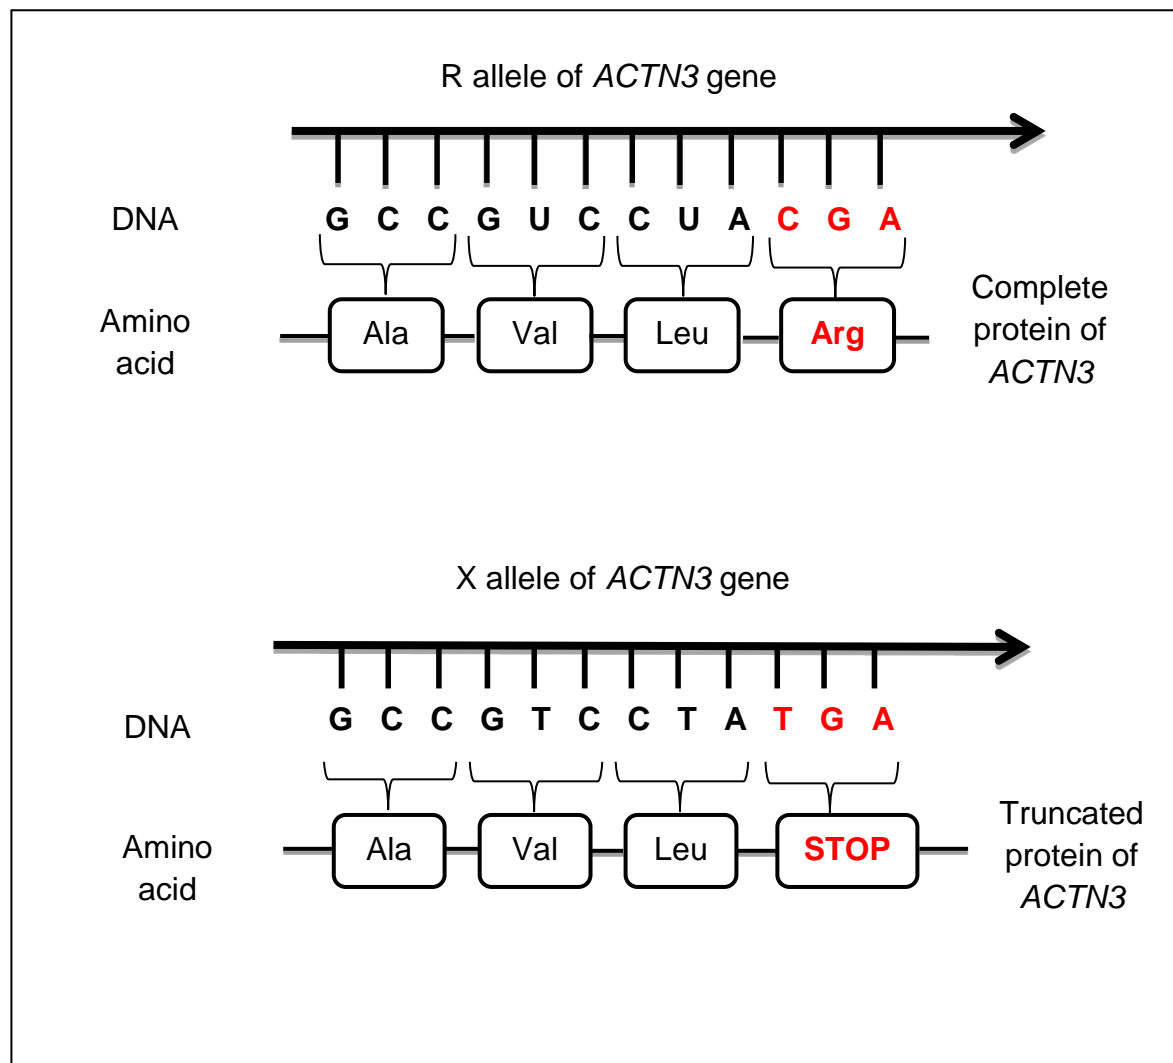 R allele of ACTN3 gene
DNA
G C C G U C C U A C G A
Amino
acid
Ala Val Leu Arg
Complete
protein of
ACTN3
X allele of ACTN3 gene
DNA
G C C G T C C T A T G A
Amino
acid
Ala Val Leu STOP
Truncated
protein of
ACTN3